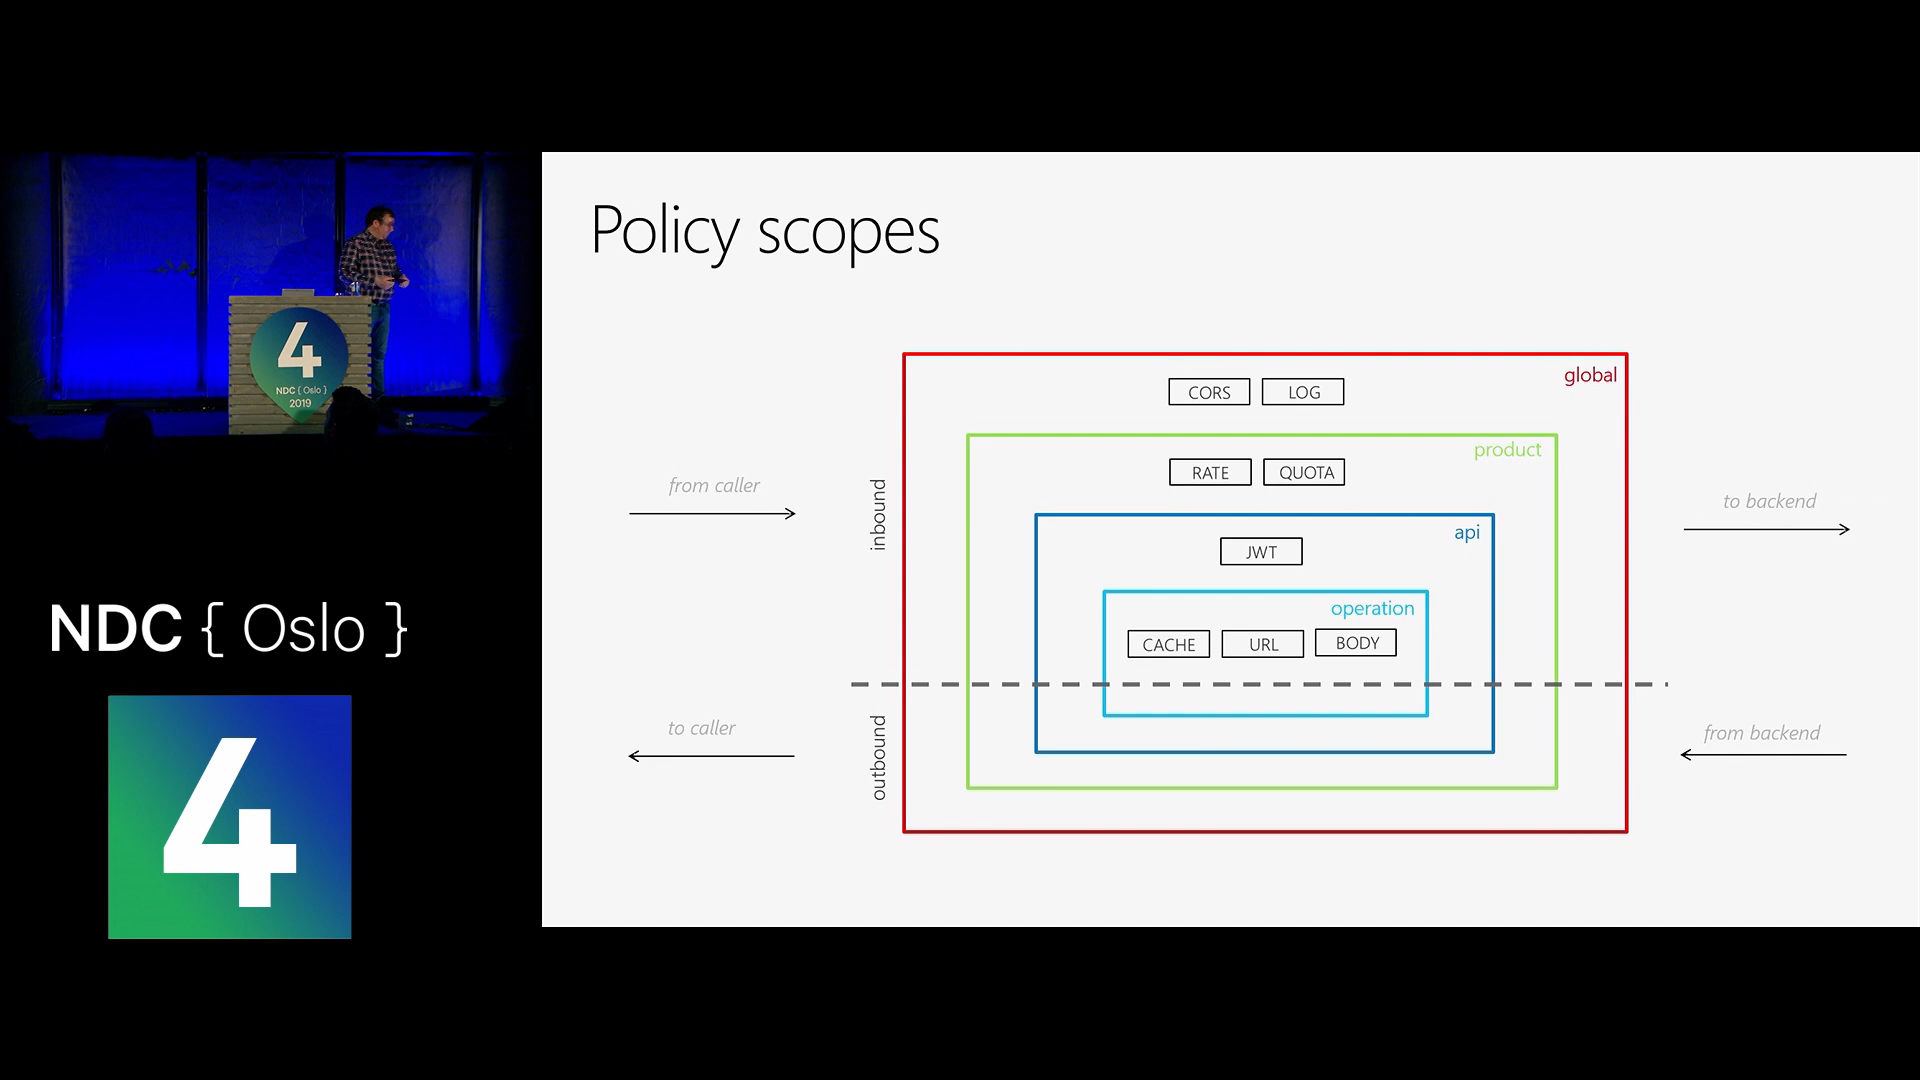 4
NDC { Oslo }
2019
NDC { Oslo }
4
Policy scopes
global
CORS LOG
product
RATE QUOTA
api
JWT
operation
CACHE URL BODY
from caller
inbound
to backend
to caller
outbound
from backend